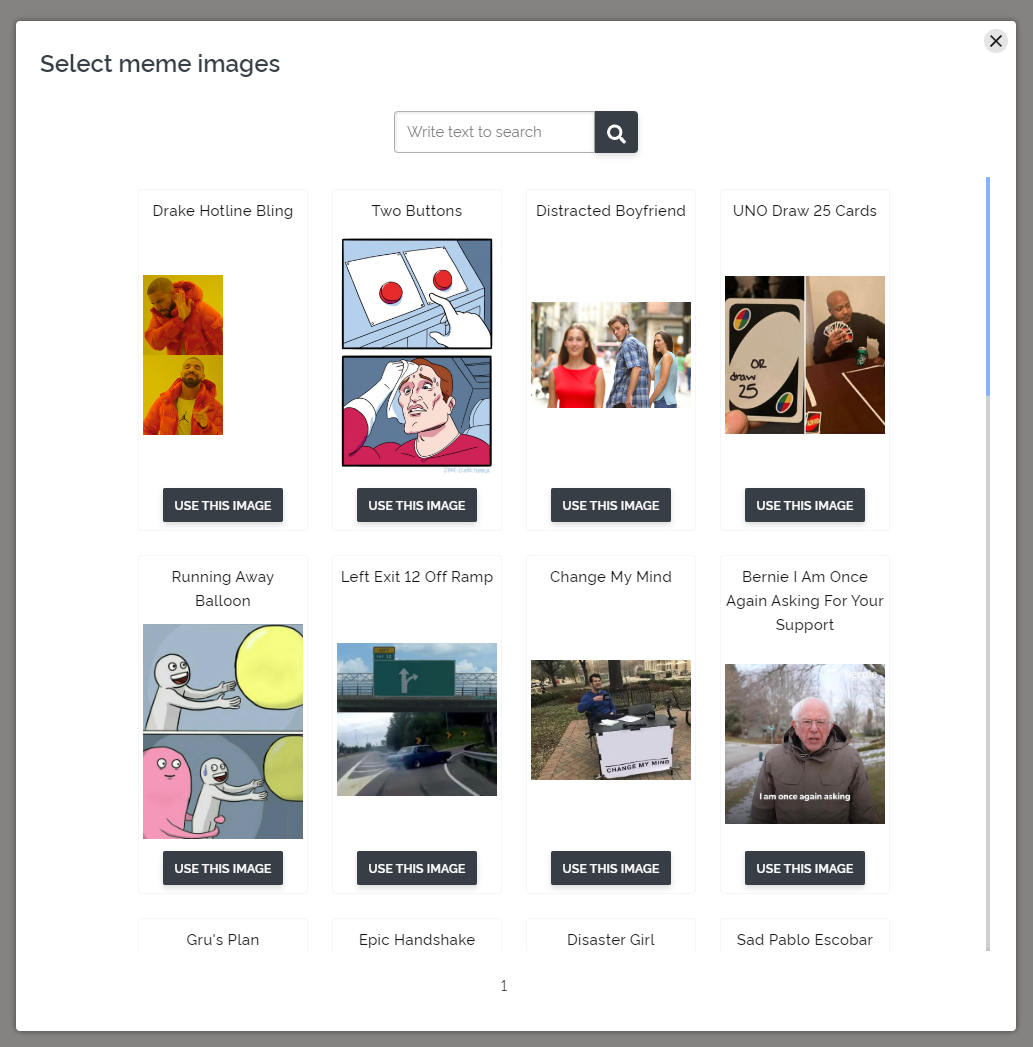 Select meme images
Write text to search
Drake Hotline Bling
Two Buttons
Distracted Boyfriend
UNO Draw 25 Cards
OR
draw
25
USE THIS IMAGE
USE THIS IMAGE
USE THIS IMAGE
USE THIS IMAGE
Running Away
Balloon
Left Exit 12 Off Ramp
Change My Mind
Bernie I Am Once
Again Asking For Your
Support
LEFT
EXIT 12
CHANGE MY MIND
Bernie
I am once again asking
USE THIS IMAGE
USE THIS IMAGE
USE THIS IMAGE
USE THIS IMAGE
Gru's Plan
Epic Handshake
Disaster Girl
Sad Pablo Escobar
1